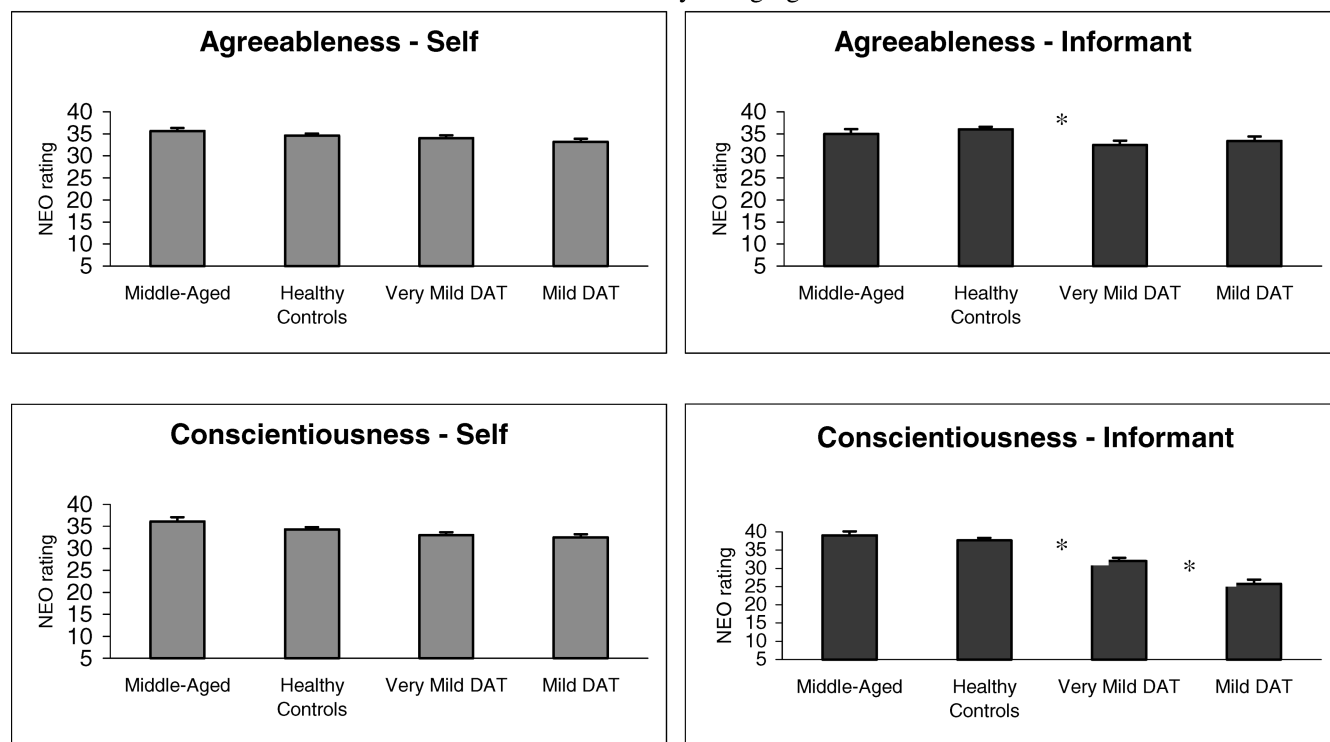 Agreeableness - Self
40
35
30
25
20
15
10
5
NEO rating
Middle-Aged
Healthy
Controls
Very Mild DAT
Mild DAT
Agreeableness - Informant
40
35
30
25
20
15
10
5
NEO rating
*
Middle-Aged
Healthy
Controls
Very Mild DAT
Mild DAT
Conscientiousness - Self
40
35
30
25
20
15
10
5
NEO rating
Middle-Aged
Healthy
Controls
Very Mild DAT
Mild DAT
Conscientiousness - Informant
40
35
30
25
20
15
10
5
NEO rating
*
*
Middle-Aged
Healthy
Controls
Very Mild DAT
Mild DAT